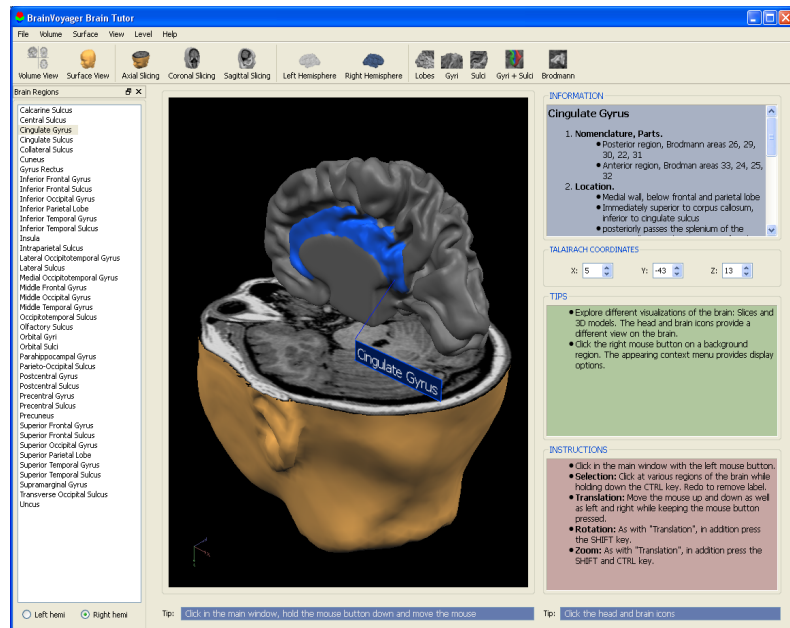 BrainVoyager Brain Tutor
File Volume Surface View Level Help
Volume View Surface View Axial Slicing Coronal Slicing Sagittal Slicing Left Hemisphere Right Hemisphere Lobes Gyri Sulci Gyri + Sulci Brodmann
Brain Regions
Calcarine Sulcus
Central Sulcus
Cingulate Gyrus
Cingulate Sulcus
Collateral Sulcus
Cuneus
Gyrus Rectus
Inferior Frontal Gyrus
Inferior Frontal Sulcus
Inferior Occipital Gyrus
Inferior Parietal Lobe
Inferior Temporal Gyrus
Inferior Temporal Sulcus
Insula
Intraparietal Sulcus
Lateral Occipitotemporal Gyrus
Lateral Sulcus
Medial Occipitotemporal Gyrus
Middle Frontal Gyrus
Middle Occipital Gyrus
Middle Temporal Gyrus
Occipitotemporal Sulcus
Olfactory Sulcus
Orbital Gyri
Orbital Sulci
Parahippocampal Gyrus
Parieto-Occipital Sulcus
Postcentral Gyrus
Postcentral Sulcus
Precentral Gyrus
Precentral Sulcus
Precuneus
Superior Frontal Gyrus
Superior Frontal Sulcus
Superior Occipital Gyrus
Superior Parietal Lobe
Superior Temporal Gyrus
Superior Temporal Sulcus
Supramarginal Gyrus
Transverse Occipital Sulcus
Uncus
Left hemi Right hemi
Cingulate Gyrus
Tip: Click in the main window, hold the mouse button down and move the mouse
INFORMATION
Cingulate Gyrus
1. Nomenclature, Parts.
• Posterior region, Brodmann areas 26, 29,
30, 22, 31
• Anterior region, Brodman areas 33, 24, 25,
32
2. Location.
• Medial wall, below frontal and parietal lobe
• Immediately superior to corpus callosum,
inferior to cingulate sulcus
• posteriorly passes the splenium of the
TALAIRACH COORDINATES
X: 5 Y: -43 Z: 13
TIPS
• Explore different visualizations of the brain: Slices and
3D models. The head and brain icons provide a
different view on the brain.
• Click the right mouse button on a background
region. The appearing context menu provides display
options.
INSTRUCTIONS
• Click in the main window with the left mouse button.
• Selection: Click at various regions of the brain while
holding down the CTRL key. Redo to remove label.
• Translation: Move the mouse up and down as well
as left and right while keeping the mouse button
pressed.
• Rotation: As with "Translation", in addition press
the SHIFT key.
• Zoom: As with "Translation", in addition press the
SHIFT and CTRL key.
Tip: Click the head and brain icons